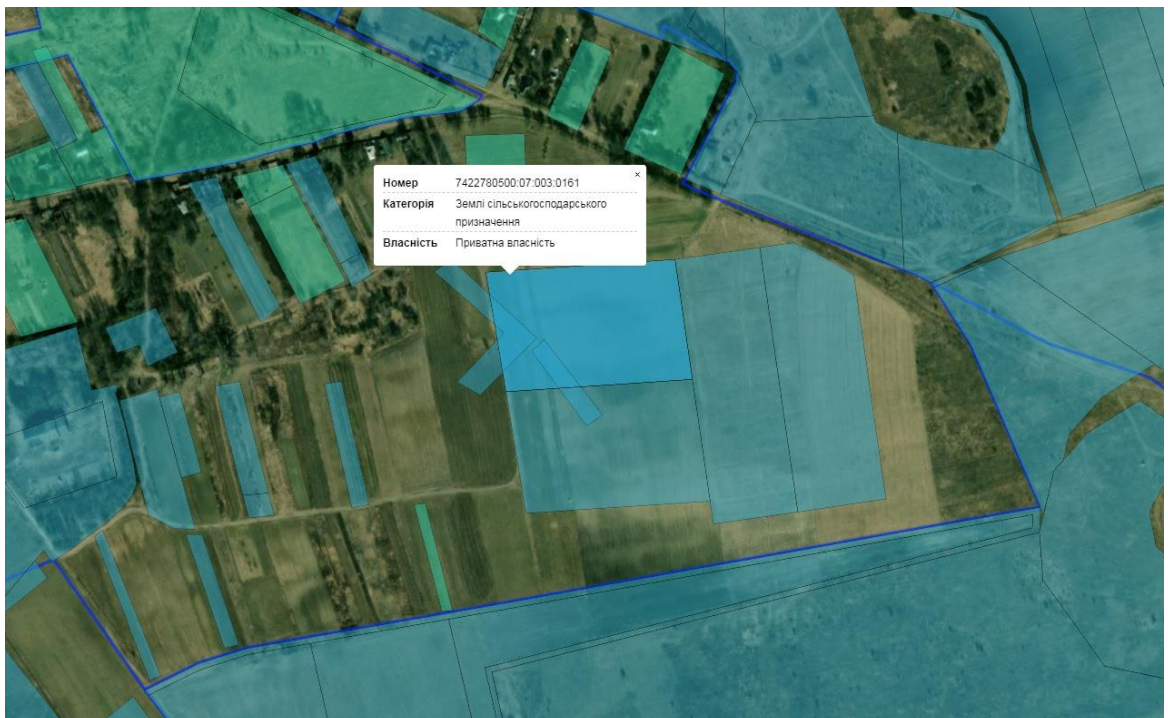 ×
Номер 7422780500:07:003:0161
Категорія Землі сільськогосподарського
призначення
Власність Приватна власність